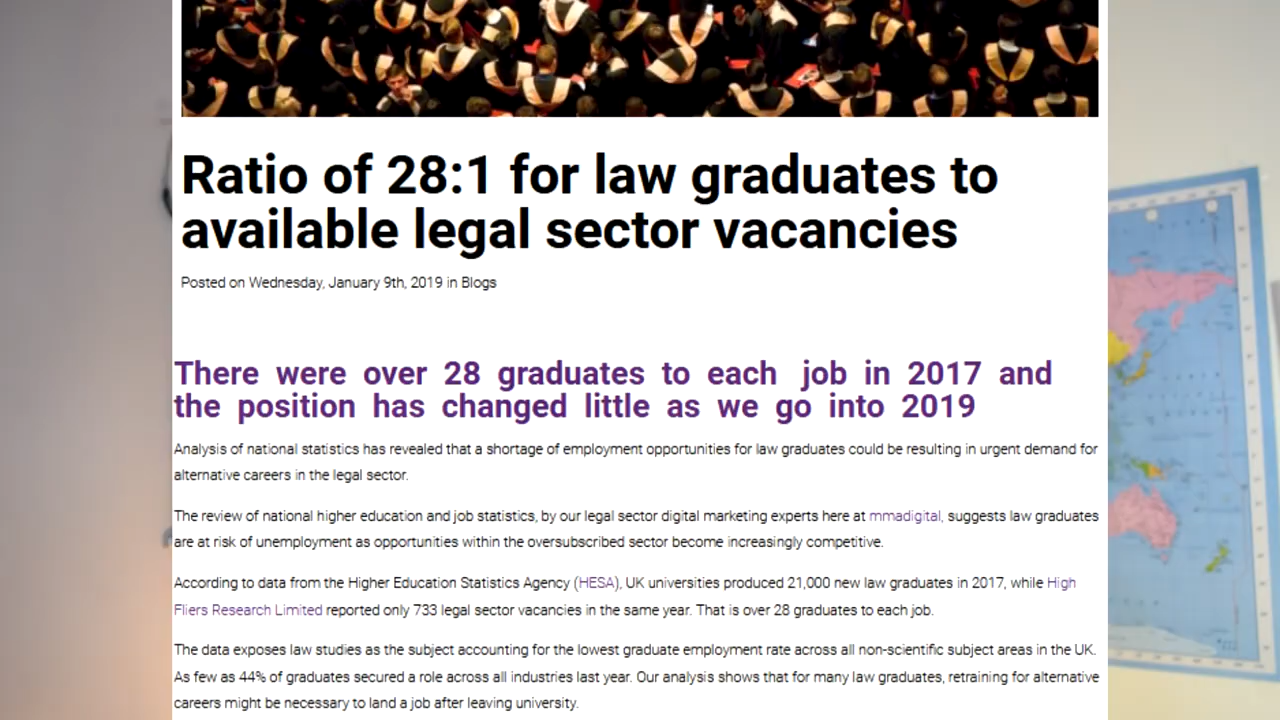 Ratio of 28:1 for law graduates to
available legal sector vacancies
Posted on Wednesday, January 9th, 2019 in Blogs
There were over 28 graduates to each job in 2017 and
the position has changed little as we go into 2019
Analysis of national statistics has revealed that a shortage of employment opportunities for law graduates could be resulting in urgent demand for
alternative careers in the legal sector.
The review of national higher education and job statistics, by our legal sector digital marketing experts here at mmadigital, suggests law graduates
are at risk of unemployment as opportunities within the oversubscribed sector become increasingly competitive.
According to data from the Higher Education Statistics Agency (HESA), UK universities produced 21,000 new law graduates in 2017, while High
Fliers Research Limited reported only 733 legal sector vacancies in the same year. That is over 28 graduates to each job.
The data exposes law studies as the subject accounting for the lowest graduate employment rate across all non-scientific subject areas in the UK.
As few as 44% of graduates secured a role across all industries last year. Our analysis shows that for many law graduates, retraining for alternative
careers might be necessary to land a job after leaving university.